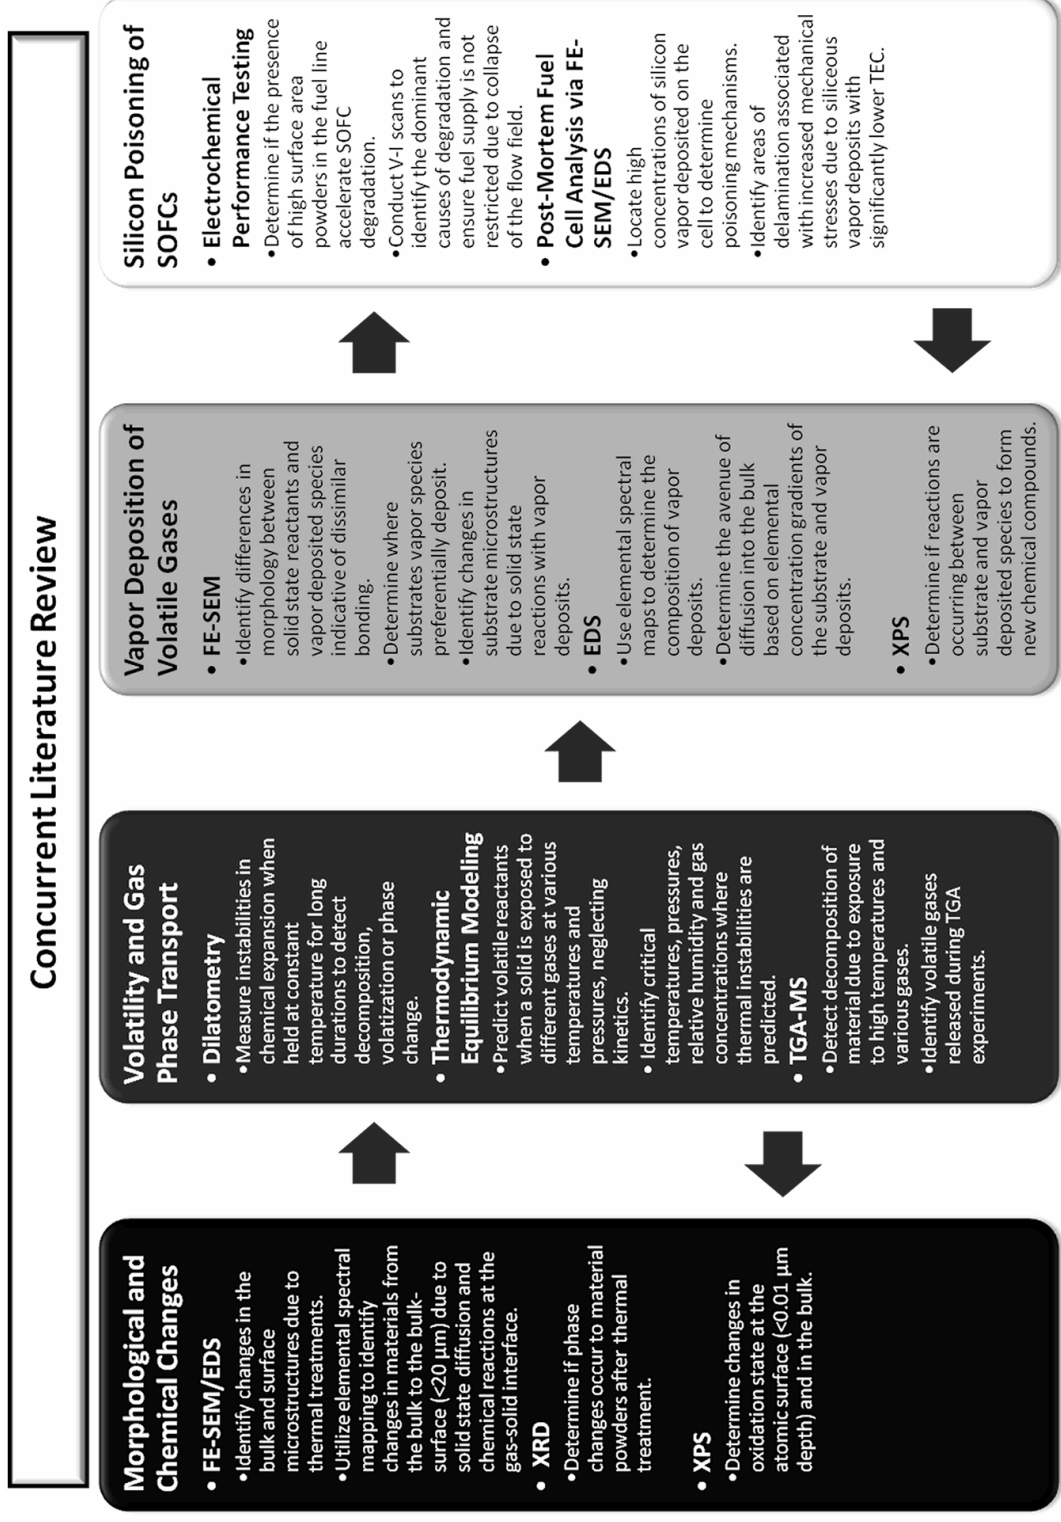 Concurrent Literature Review
Morphological and
Chemical Changes
• FE-SEM/EDS
•Identify changes in the
bulk and surface
microstructures due to
thermal treatments.
•Utilize elemental spectral
mapping to identify
changes in materials from
the bulk to the bulk-
surface (<20 µm) due to
solid state diffusion and
chemical reactions at the
gas-solid interface.
• XRD
•Determine if phase
changes occur to material
powders after thermal
treatment.
• XPS
•Determine changes in
oxidation state at the
atomic surface (<0.01 µm
depth) and in the bulk.
Volatility and Gas
Phase Transport
• Dilatometry
•Measure instabilities in
chemical expansion when
held at constant
temperature for long
durations to detect
decomposition,
volatization or phase
change.
• Thermodynamic
Equilibrium Modeling
•Predict volatile reactants
when a solid is exposed to
different gases at various
temperatures and
pressures, neglecting
kinetics.
•Identify critical
temperatures, pressures,
relative humidity and gas
concentrations where
thermal instabilities are
predicted.
• TGA-MS
•Detect decomposition of
material due to exposure
to high temperatures and
various gases.
•Identify volatile gases
released during TGA
experiments.
Vapor Deposition of
Volatile Gases
• FE-SEM
•Identify differences in
morphology between
solid state reactants and
vapor deposited species
indicative of dissimilar
bonding.
•Determine where
substrates vapor species
preferentially deposit.
•Identify changes in
substrate microstructures
due to solid state
reactions with vapor
deposits.
• EDS
•Use elemental spectral
maps to determine the
composition of vapor
deposits.
•Determine the avenue of
diffusion into the bulk
based on elemental
concentration gradients of
the substrate and vapor
deposits.
• XPS
•Determine if reactions are
occurring between
substrate and vapor
deposited species to form
new chemical compounds.
Silicon Poisoning of
SOFCs
• Electrochemical
Performance Testing
•Determine if the presence
of high surface area
powders in the fuel line
accelerate SOFC
degradation.
•Conduct V-I scans to
identify the dominant
causes of degradation and
ensure fuel supply is not
restricted due to collapse
of the flow field.
• Post-Mortem Fuel
Cell Analysis via FE-
SEM/EDS
•Locate high
concentrations of silicon
vapor deposited on the
cell to determine
poisoning mechanisms.
•Identify areas of
delamination associated
with increased mechanical
stresses due to siliceous
vapor deposits with
significantly lower TEC.